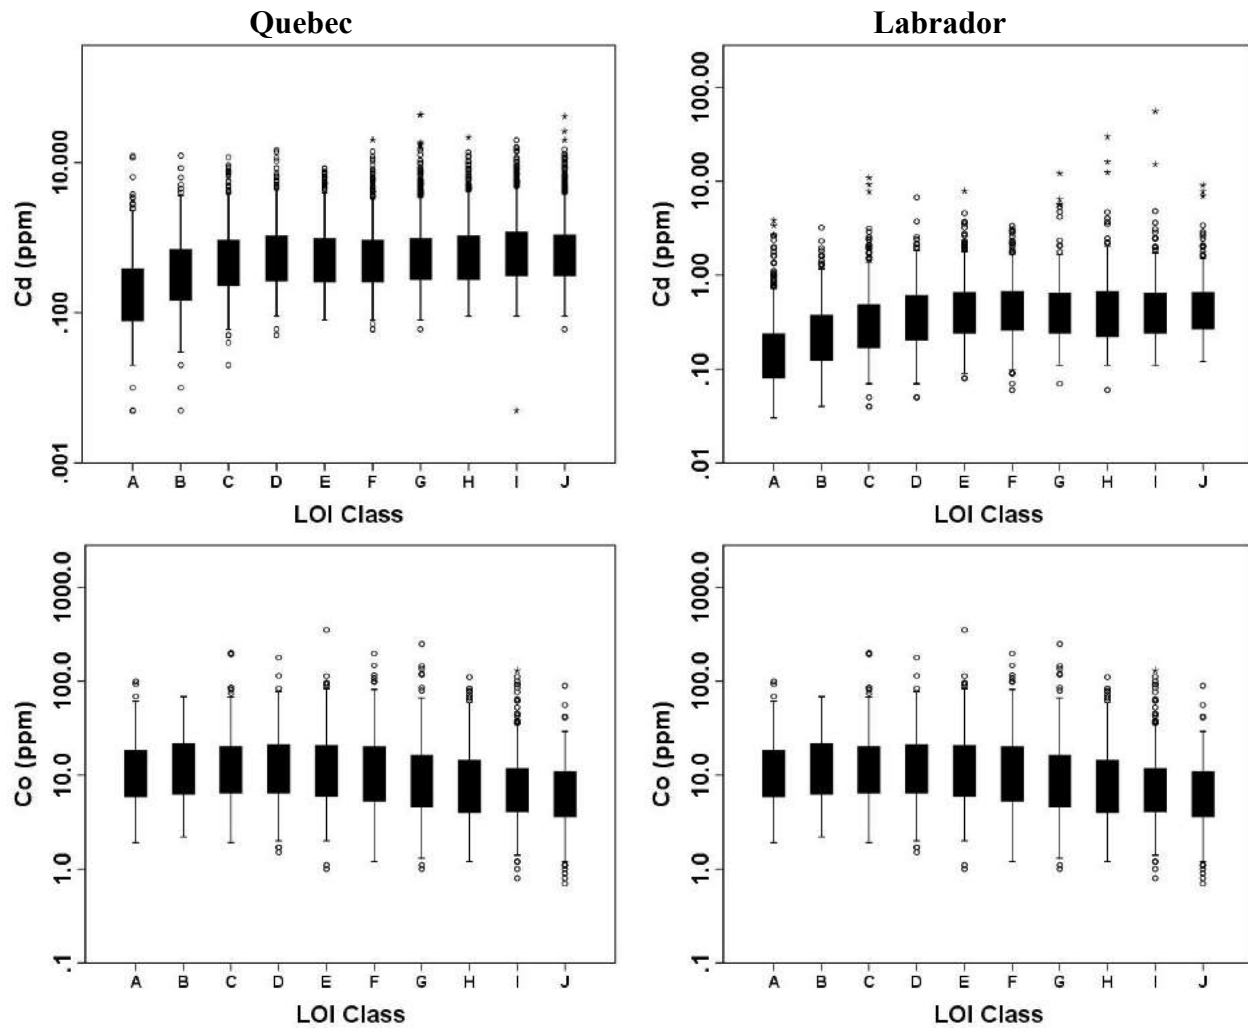 Quebec
Labrador
Cd (ppm)
10.000
.100
.001
A B C D E F G H I J
LOI Class
Cd (ppm)
100.00
10.00
1.00
.10
.01
A B C D E F G H I J
LOI Class
Co (ppm)
1000.0
100.0
10.0
1.0
.1
A B C D E F G H I J
LOI Class
Co (ppm)
1000.0
100.0
10.0
1.0
.1
A B C D E F G H I J
LOI Class